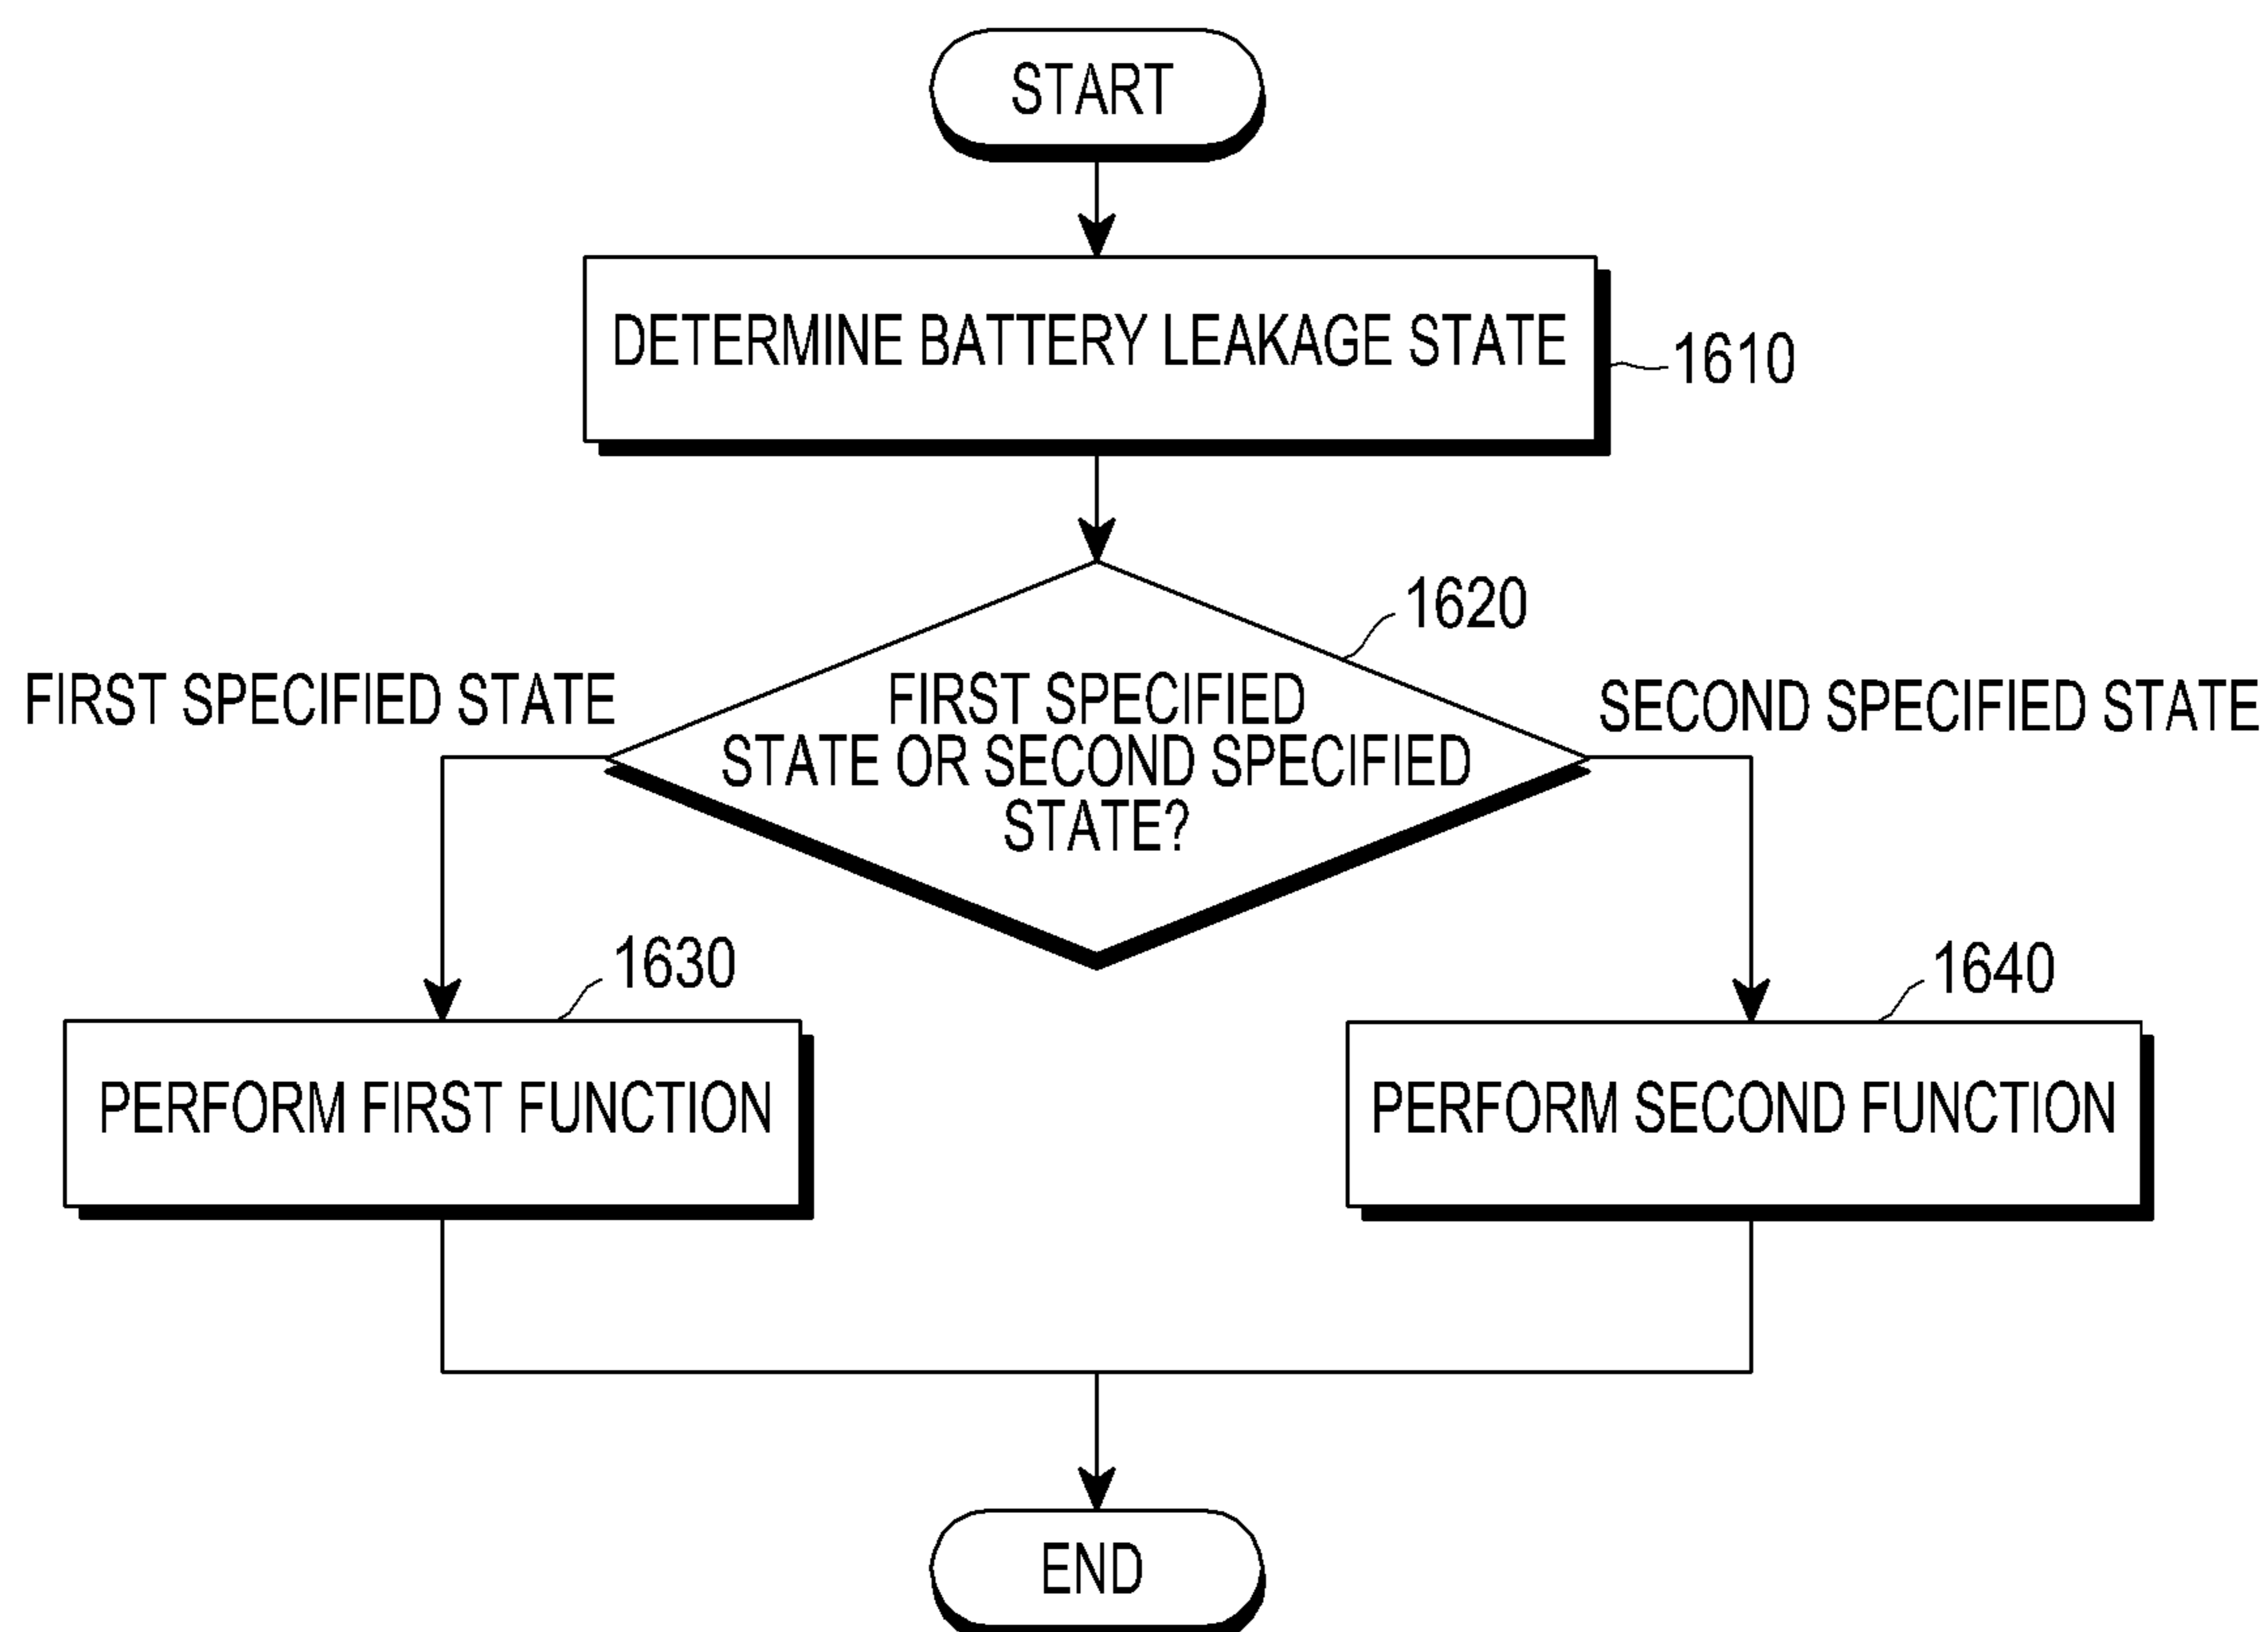 START
DETERMINE BATTERY LEAKAGE STATE
1610
1620
FIRST SPECIFIED STATE
FIRST SPECIFIED
STATE OR SECOND SPECIFIED
STATE?
SECOND SPECIFIED STATE
1630
1640
PERFORM FIRST FUNCTION
PERFORM SECOND FUNCTION
END